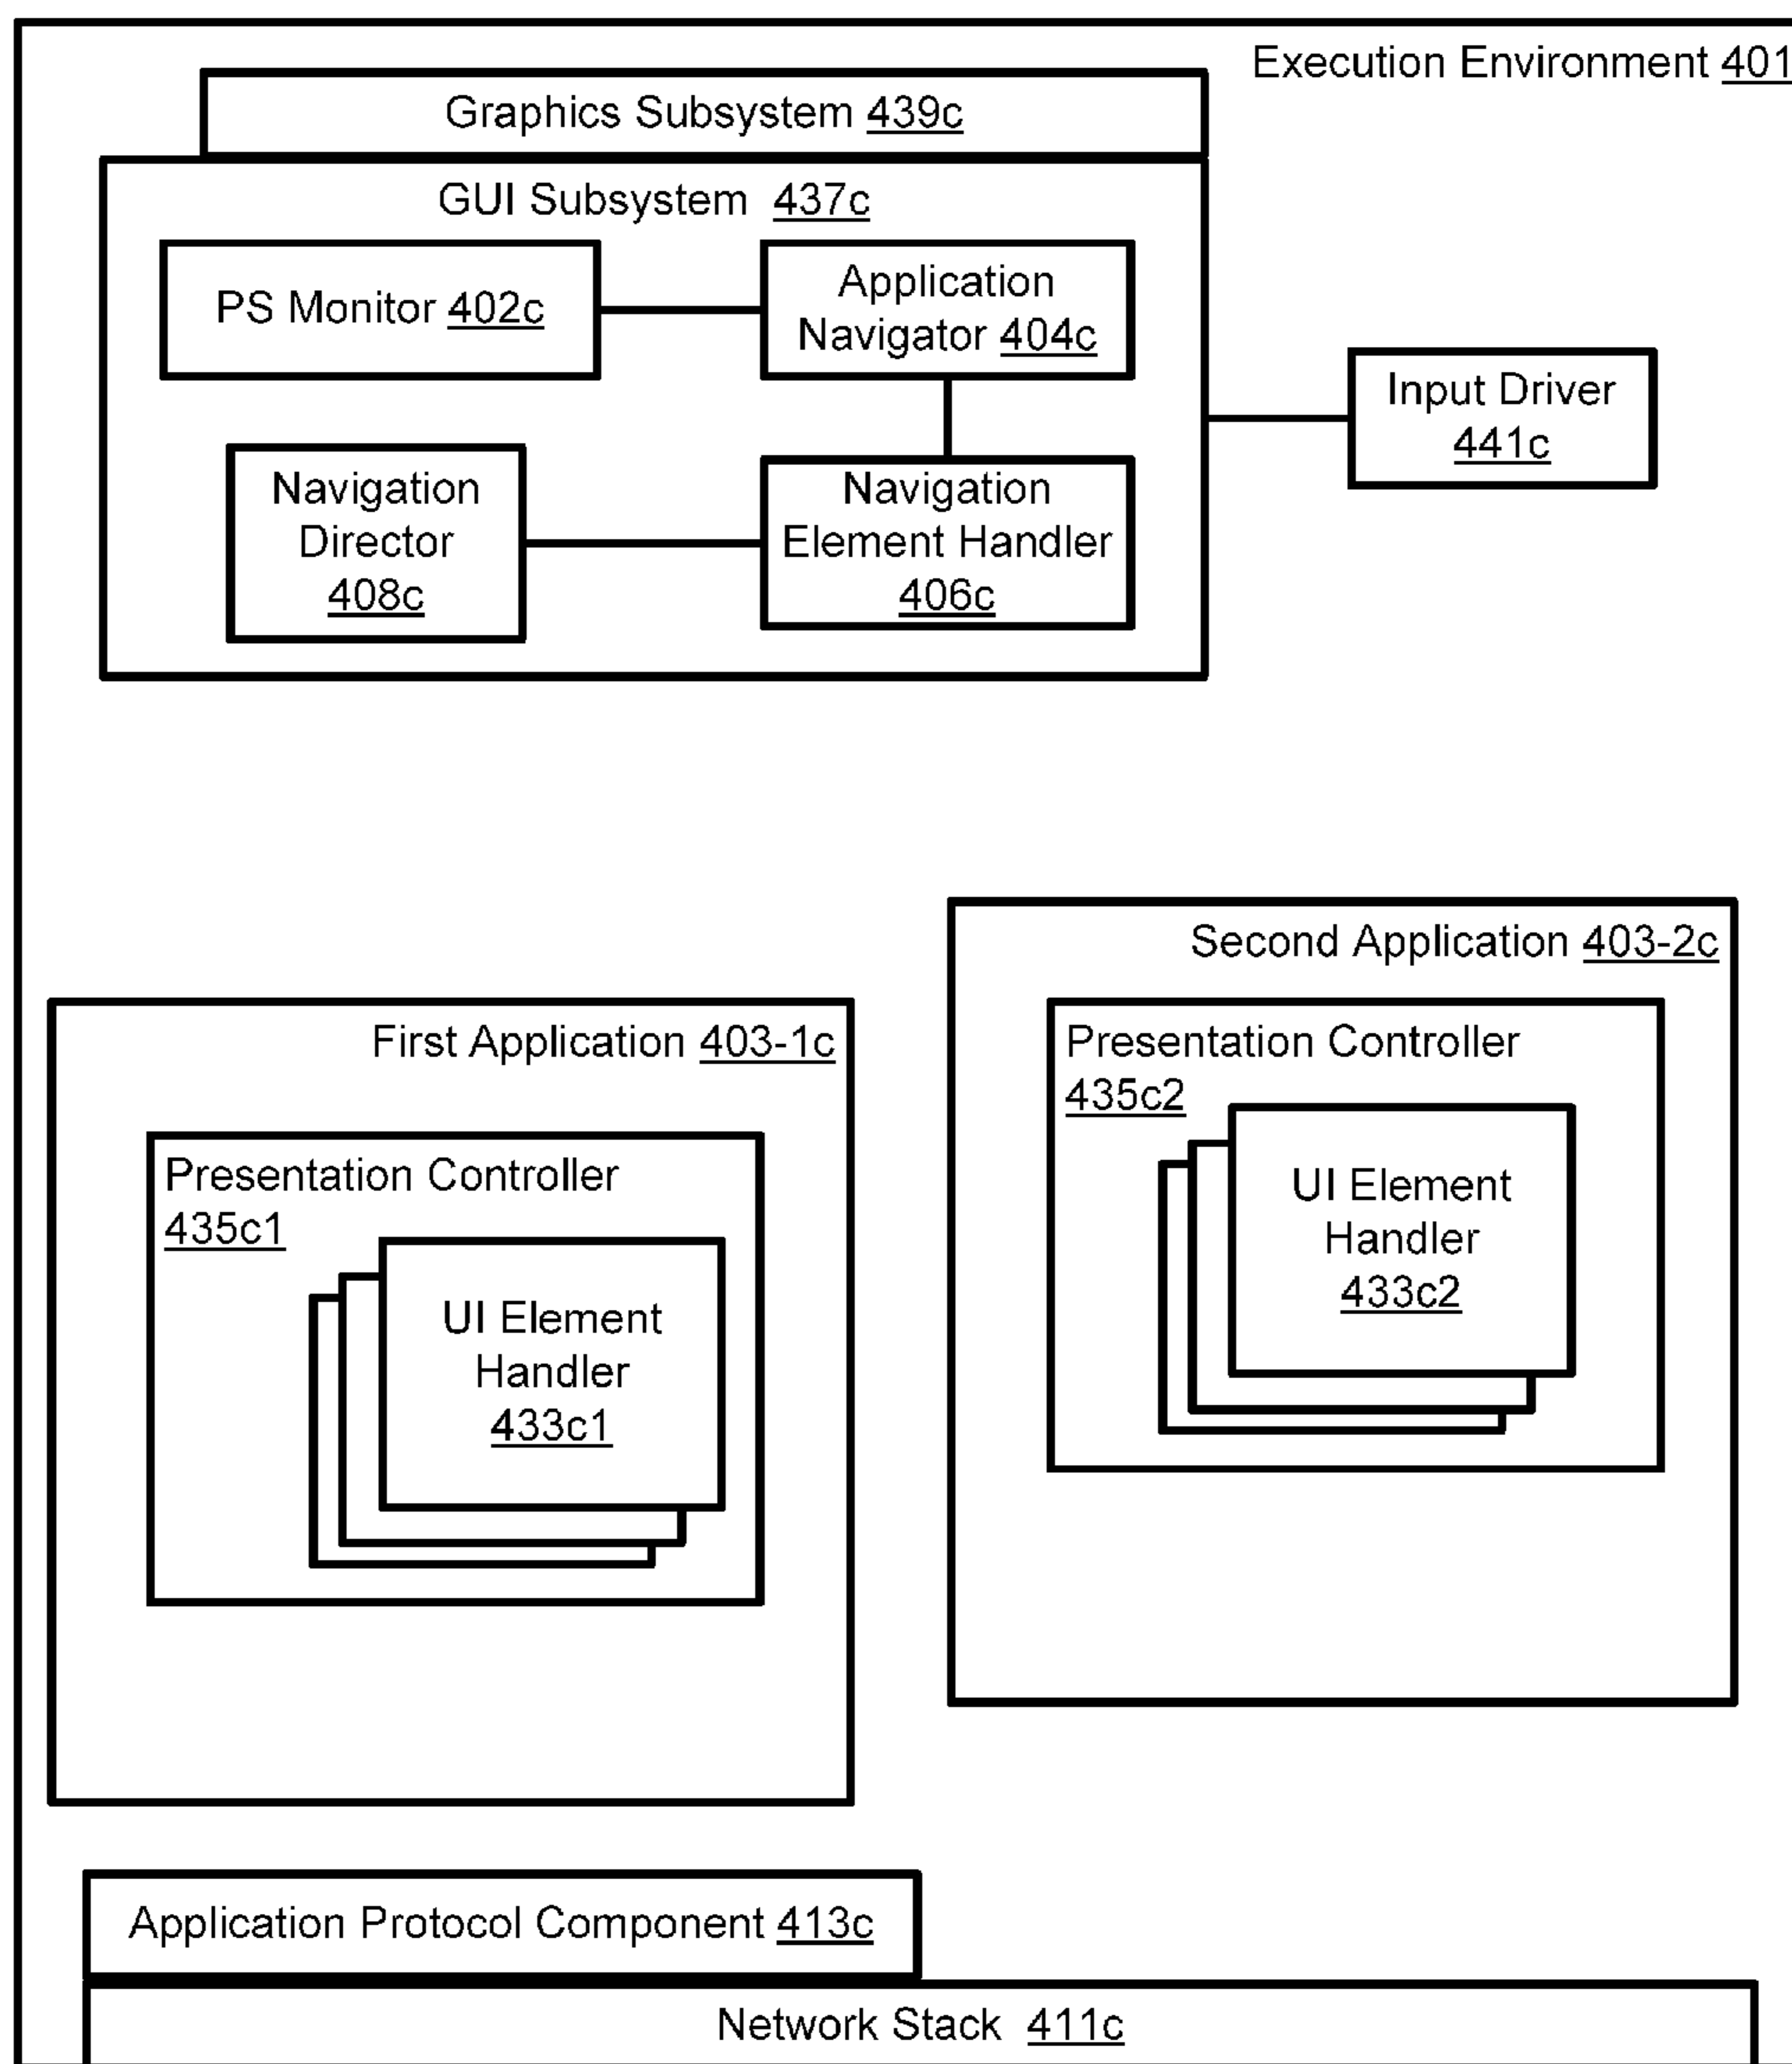 Execution Environment 401
Graphics Subsystem 439c
GUI Subsystem 437c
PS Monitor 402c
Application
Navigator 404c
Input Driver
441c
Navigation
Director
408c
Navigation
Element Handler
406c
Second Application 403-2c
First Application 403-1c
Presentation Controller
435c2
UI Element
Handler
433c2
Presentation Controller
435c1
UI Element
Handler
433c1
Application Protocol Component 413c
Network Stack 411c